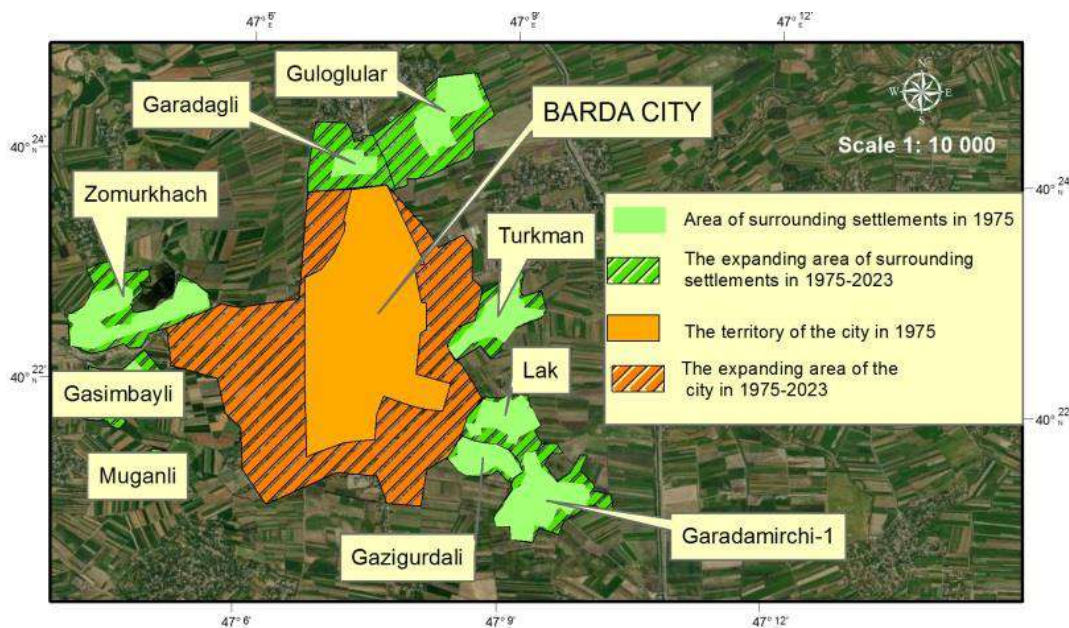 47° 6' E
47° 9' E
47° 12' E
Guloglular
Garadagli
BARDA CITY
N
W E
S
Scale 1: 10 000
40° 24' N
40° 24' N
Zomurkhach
Turkman
Area of surrounding settlements in 1975
The expanding area of surrounding
settlements in 1975-2023
The territory of the city in 1975
The expanding area of the
city in 1975-2023
40° 22' N
40° 22' N
Lak
Gasimbayli
Muganli
Gazigurdali
Garadamirchi-1
47° 6' E
47° 9' E
47° 12' E